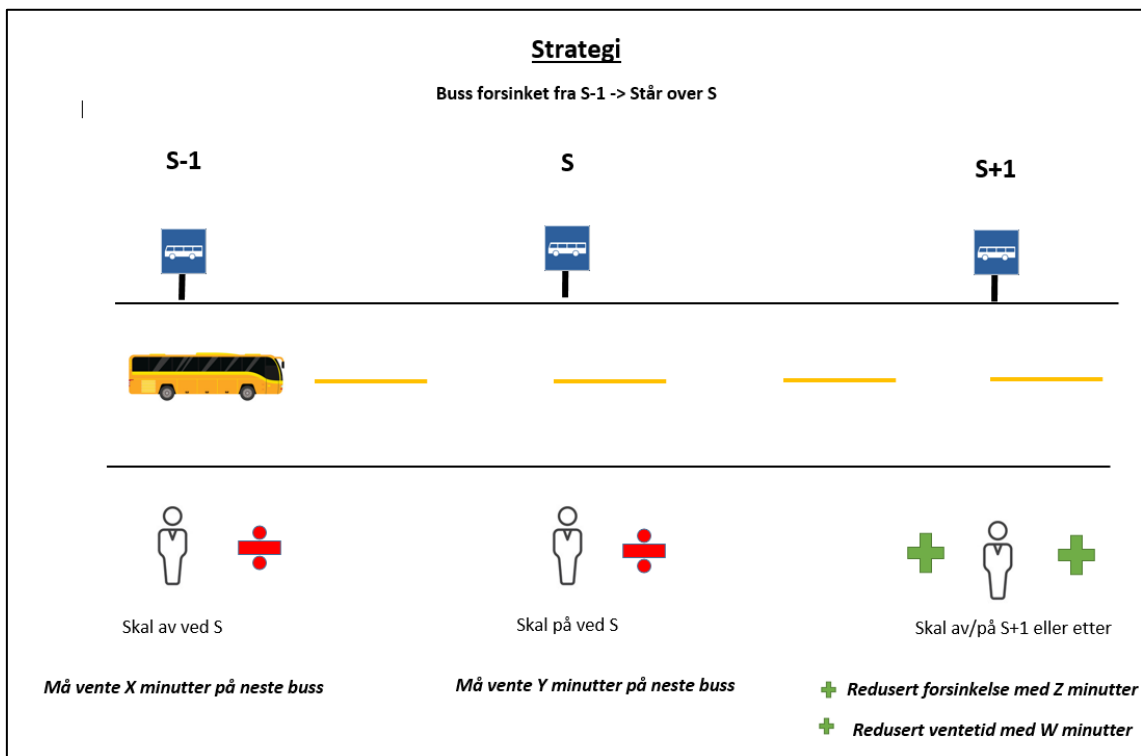 Strategi
Buss forsinket fra S-1 -> Står over S
S-1
S
S+1
Skal av ved S
Skal på ved S
Skal av/på S+1 eller etter
Må vente X minutter på neste buss
Må vente Y minutter på neste buss
Redusert forsinkelse med Z minutter
Redusert ventetid med W minutter